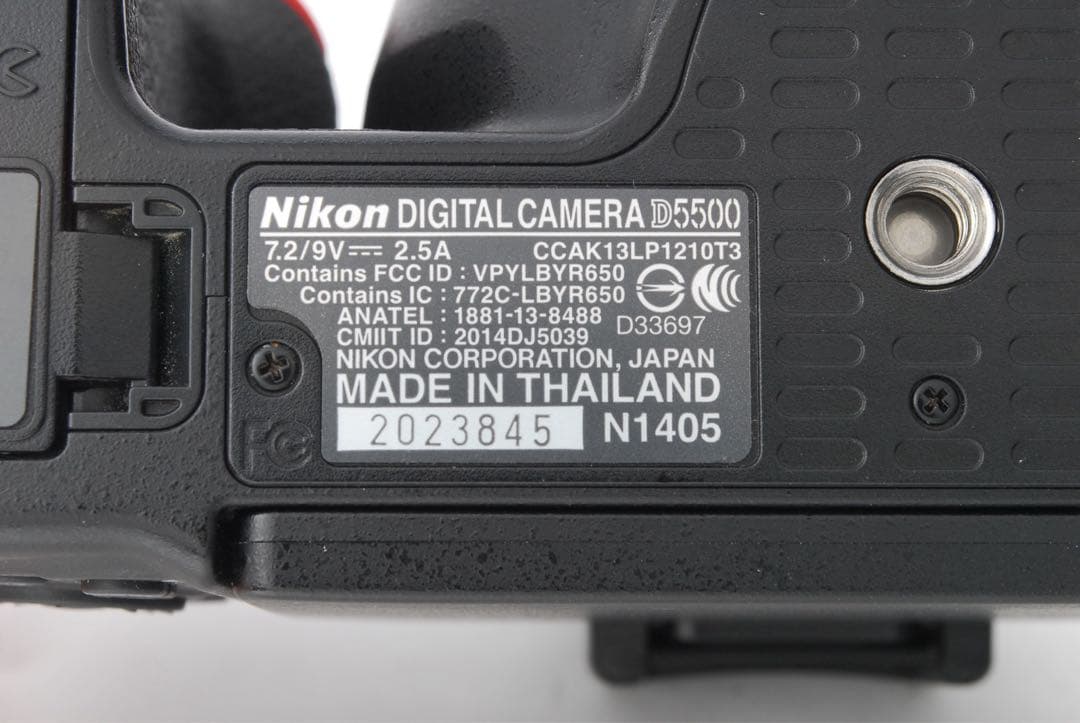 Nikon DIGITAL CAMERA D5500
7.2/9V⎓ 2.5A CCAK13LP1210T3
Contains FCC ID : VPYLBYR650
Contains IC : 772C-LBYR650
ANATEL : 1881-13-8488 D33697
CMIIT ID : 2014DJ5039
NIKON CORPORATION, JAPAN
MADE IN THAILAND
2023845 N1405
FC